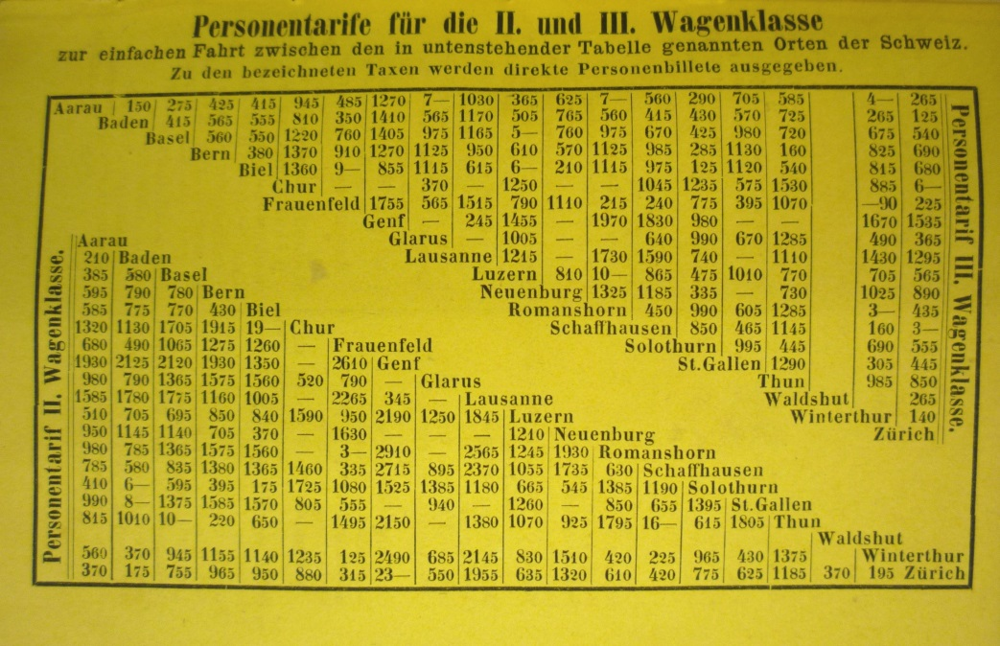 Personentarife für die II. und III. Wagenklasse
zur einfachen Fahrt zwischen den in untenstehender Tabelle genannten Orten der Schweiz.
Zu den bezeichneten Taxen werden direkte Personenbillete ausgegeben.
Aarau 150 275 425 415 945 485 1270 7— 1030 365 625 7— 560 290 705 585 4— 265
Baden 415 565 555 810 350 1410 565 1170 505 765 560 415 430 570 725 265 125
Basel 560 550 1220 760 1405 975 1165 5— 760 975 670 425 980 720 675 540
Bern 380 1370 910 1270 1125 950 610 570 1125 985 285 1130 160 825 690
Biel 1360 9— 855 1115 615 6— 210 1115 975 125 1120 540 815 680
Chur — — 370 — 1250 — — 1045 1235 575 1530 885 6—
Frauenfeld 1755 565 1515 790 1110 215 240 775 395 1070 —90 225
Genf — 245 1455 — 1970 1830 980 — — 1670 1535
Glarus — 1005 — — 640 990 670 1285 490 365
Lausanne 1215 — 1730 1590 740 — 1110 1430 1295
Luzern 810 10— 865 475 1010 770 705 565
Neuenburg 1325 1185 335 — 730 1025 890
Romanshorn 450 990 605 1285 3— 435
Schaffhausen 850 465 1145 160 3—
Solothurn 995 445 690 555
St.Gallen 1290 305 445
Thun 985 850
Waldshut 265
Winterthur 140
Zürich
Personentarif III. Wagenklasse.
Personentarif II. Wagenklasse.
Aarau
210 Baden
385 580 Basel
595 790 780 Bern
585 775 770 430 Biel
1320 1130 1705 1915 19— Chur
680 490 1065 1275 1260 — Frauenfeld
1930 2125 2120 1930 1350 — 2610 Genf
980 790 1365 1575 1560 520 790 — Glarus
1585 1780 1775 1160 1005 — 2265 345 — Lausanne
510 705 695 850 840 1590 950 2190 1250 1845 Luzern
950 1145 1140 705 370 — 1630 — — — 1210 Neuenburg
980 785 1365 1575 1560 — 3— 2910 — 2565 1245 1930 Romanshorn
785 580 835 1380 1365 1460 335 2715 895 2370 1055 1735 630 Schaffhausen
410 6— 595 395 175 1725 1080 1525 1385 1180 665 545 1385 1190 Solothurn
990 8— 1375 1585 1570 805 555 — 940 — 1260 — 850 655 1395 St.Gallen
815 1010 10— 220 650 — 1495 2150 — 1380 1070 925 1795 16— 615 1805 Thun
Waldshut
560 370 945 1155 1140 1235 125 2490 685 2145 830 1510 420 225 965 430 1375 Winterthur
370 175 755 965 950 880 315 23— 550 1955 635 1320 610 420 775 625 1185 370 195 Zürich